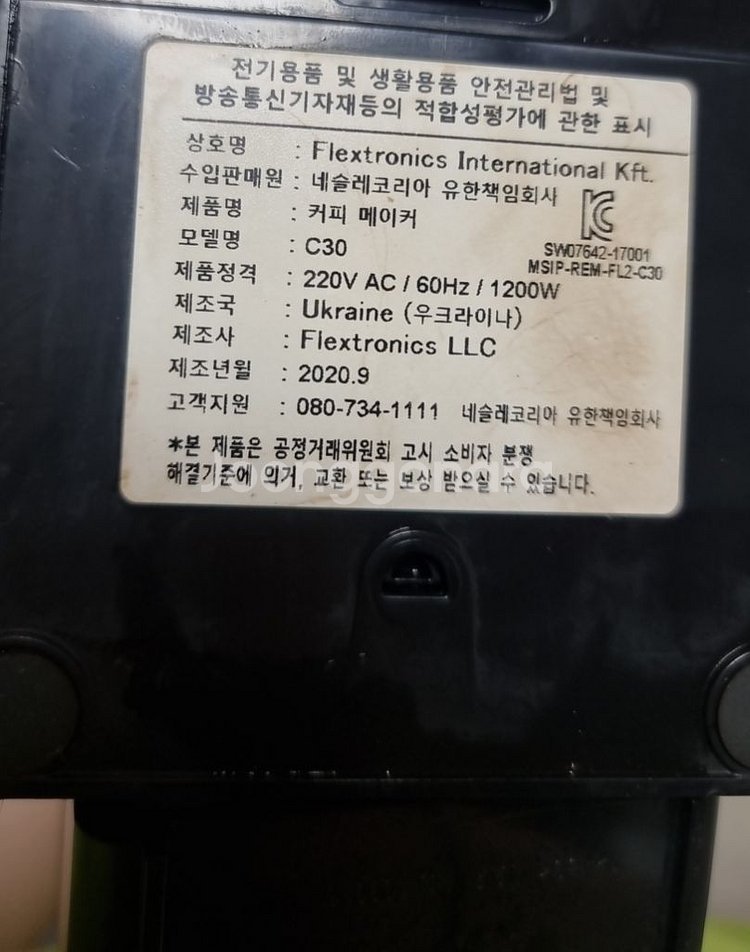 전기용품 및 생활용품 안전관리법 및
방송통신기자재등의 적합성평가에 관한 표시
상호명 : Flextronics International Kft.
수입판매원 : 네슬레코리아 유한책임회사
제품명 : 커피 메이커
모델명 : C30
SW07642-17001
MSIP-REM-FL2-C30
제품정격 : 220V AC / 60Hz / 1200W
제조국 : Ukraine (우크라이나)
제조사 : Flextronics LLC
제조년월 : 2020.9
고객지원 : 080-734-1111 네슬레코리아 유한책임회사
*본 제품은 공정거래위원회 고시 소비자 분쟁
해결기준에 의거, 교환 또는 보상 받으실 수 있습니다.
Joonggonara